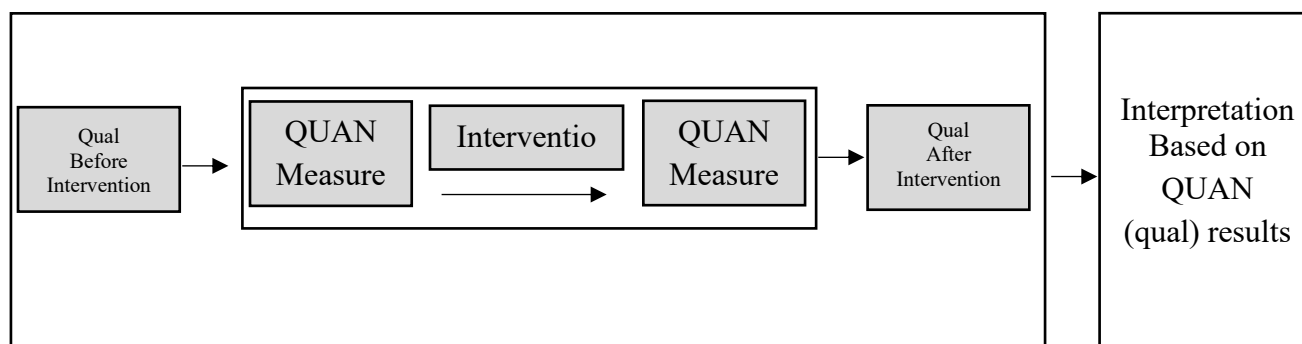 Qual
Before
Intervention
QUAN
Measure
Interventio
QUAN
Measure
Qual
After
Intervention
Interpretation
Based on
QUAN
(qual) results